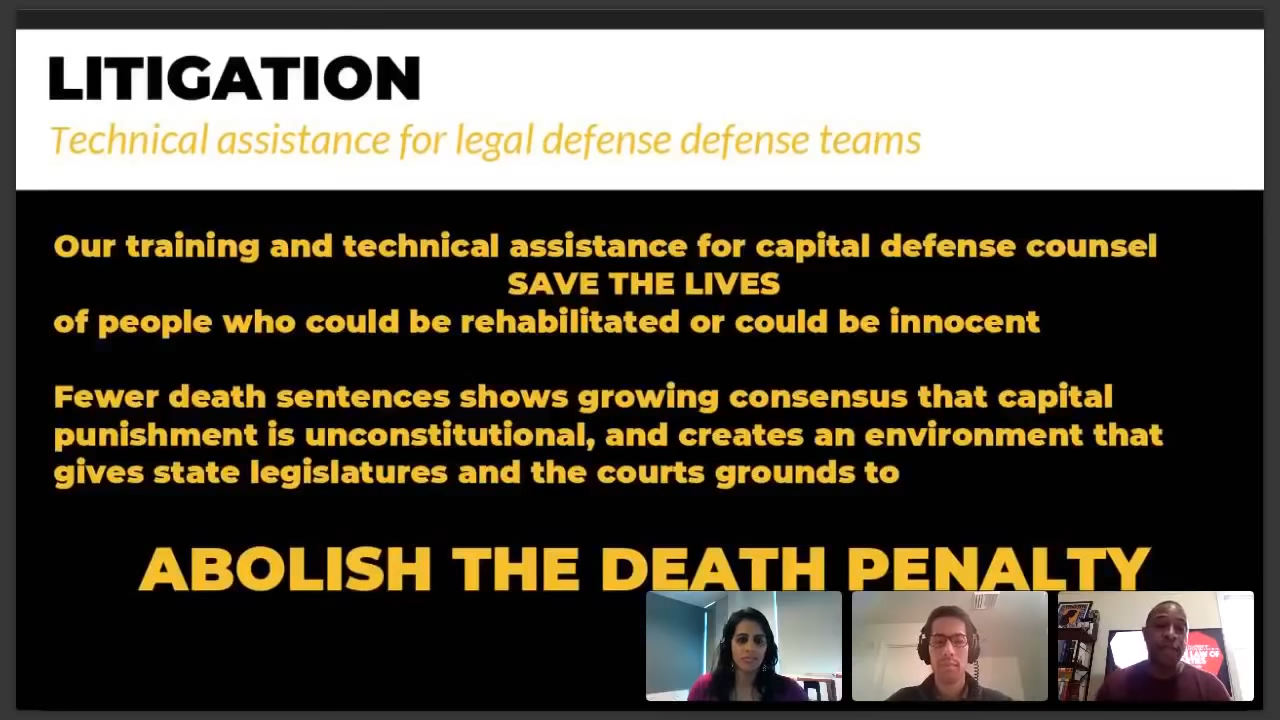 LITIGATION
Technical assistance for legal defense defense teams
Our training and technical assistance for capital defense counsel
SAVE THE LIVES
of people who could be rehabilitated or could be innocent
Fewer death sentences shows growing consensus that capital
punishment is unconstitutional, and creates an environment that
gives state legislatures and the courts grounds to
ABOLISH THE DEATH PENALTY
LAW OF